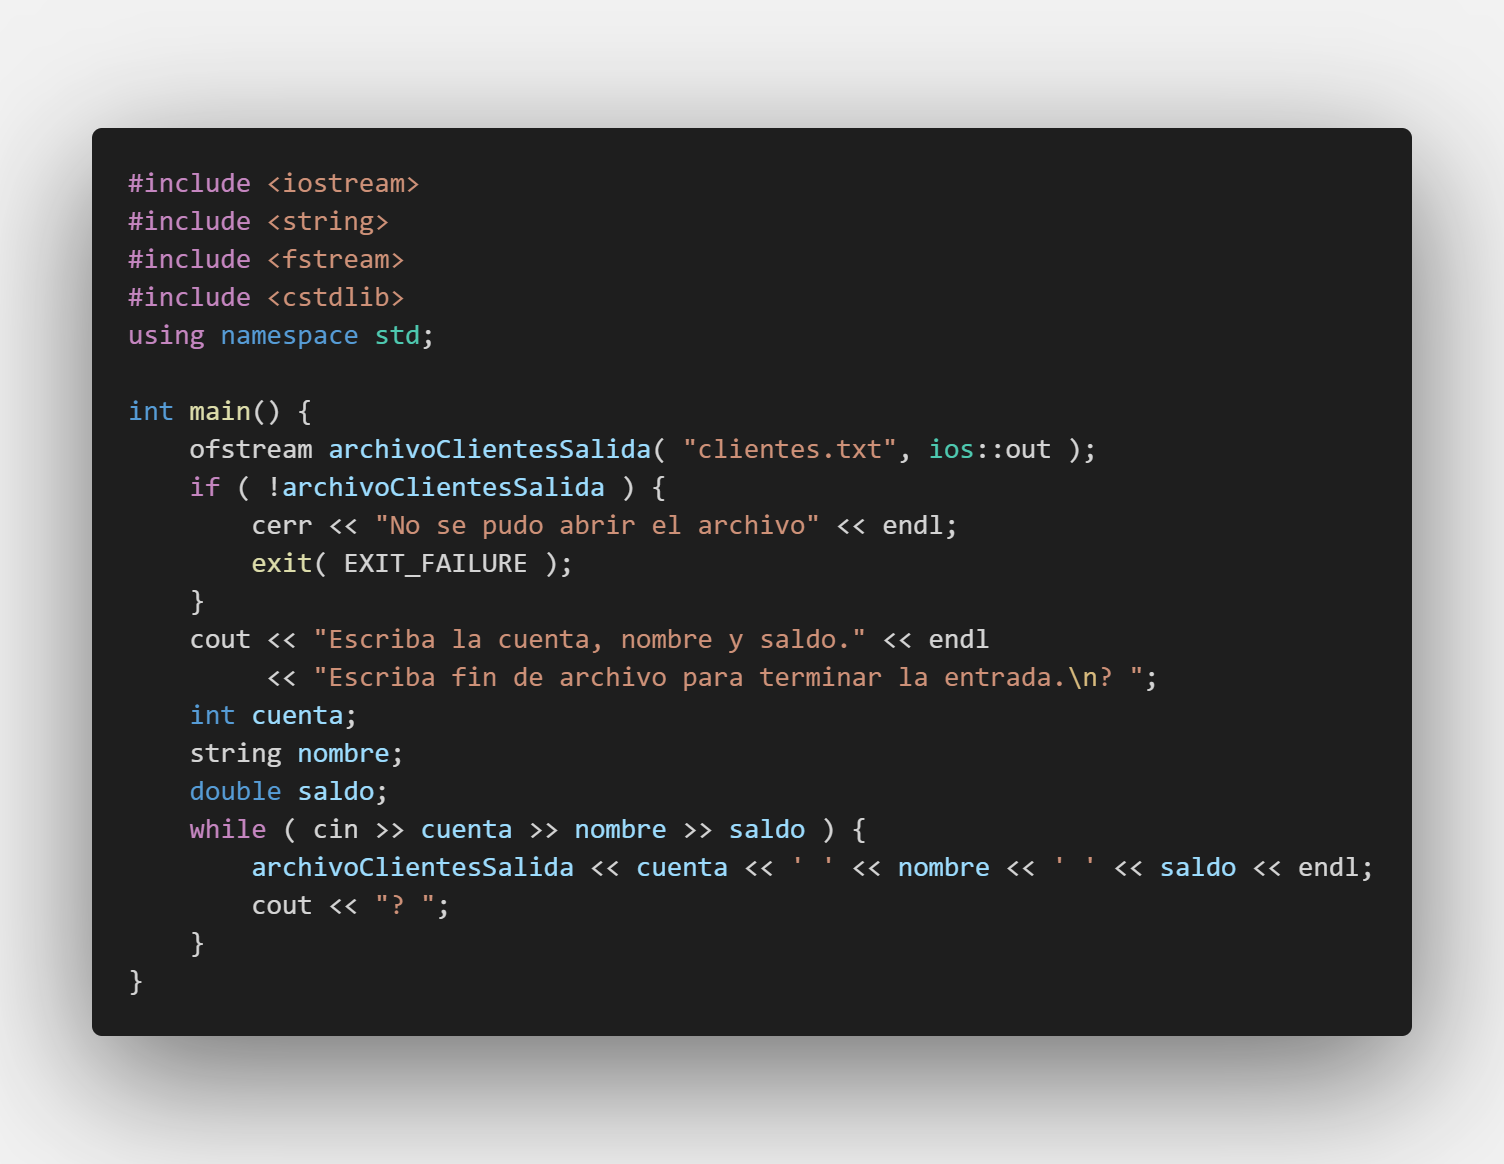 #include <iostream>
#include <string>
#include <fstream>
#include <cstdlib>
using namespace std;

int main() {
    ofstream archivoClientesSalida( "clientes.txt", ios::out );
    if ( !archivoClientesSalida ) {
        cerr << "No se pudo abrir el archivo" << endl;
        exit( EXIT_FAILURE );
    }
    cout << "Escriba la cuenta, nombre y saldo." << endl
         << "Escriba fin de archivo para terminar la entrada.\n? ";
    int cuenta;
    string nombre;
    double saldo;
    while ( cin >> cuenta >> nombre >> saldo ) {
        archivoClientesSalida << cuenta << ' ' << nombre << ' ' << saldo << endl;
        cout << "? ";
    }
}